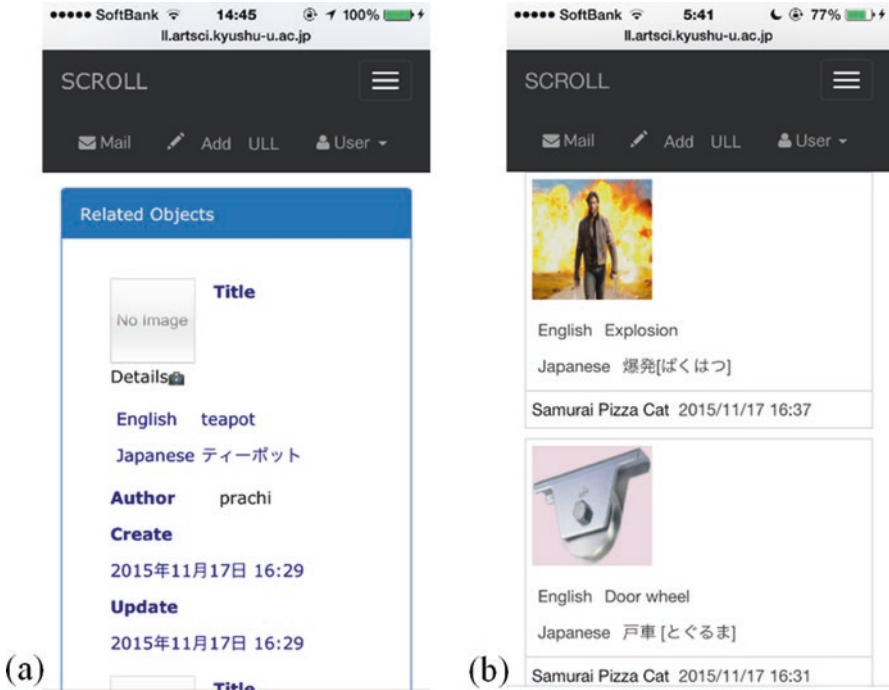 SoftBank 14:45 100%
ll.artsci.kyushu-u.ac.jp
SCROLL
Mail Add ULL User
Related Objects
No Image
Title
Details
English teapot
Japanese ティーポット
Author prachi
Create
2015年11月17日 16:29
Update
2015年11月17日 16:29
Title
(a)
SoftBank 5:41 77%
ll.artsci.kyushu-u.ac.jp
SCROLL
Mail Add ULL User
English Explosion
Japanese 爆発[ばくはつ]
Samurai Pizza Cat 2015/11/17 16:37
English Door wheel
Japanese 戸車 [とぐるま]
Samurai Pizza Cat 2015/11/17 16:31
(b)